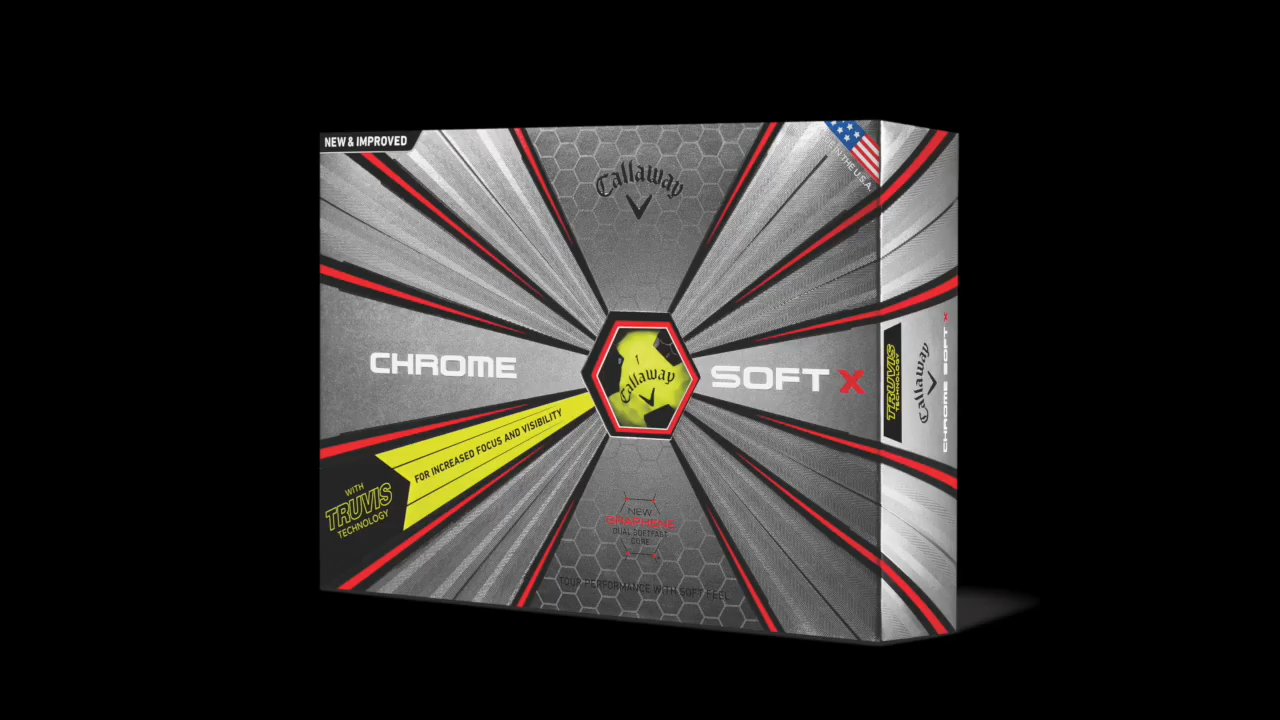 NEW & IMPROVED
Callaway
MADE IN THE U.S.A.
CHROME SOFT X
1
Callaway
FOR INCREASED FOCUS AND VISIBILITY
WITH
TRUVIS
TECHNOLOGY
NEW
GRAPHENE
DUAL SOFTFAST
CORE
TOUR PERFORMANCE WITH SOFT FEEL
TRUVIS
TECHNOLOGY
Callaway
CHROME SOFT X